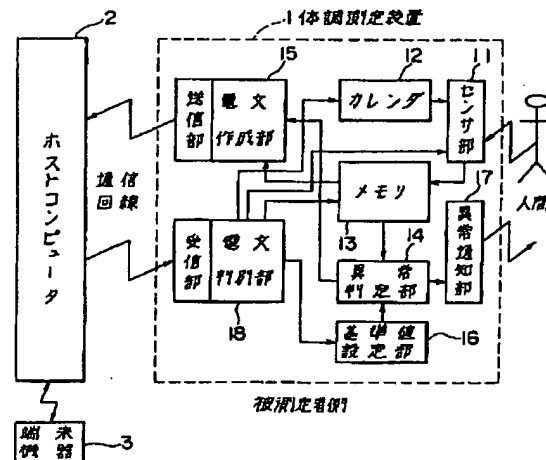 1体調測定装置
2
15
12
11
送信部
電文作成部
カレンダ
センサ部
ホストコンピュータ
通信回線
メモリ
17
人間
13
14
受信部
電文判別部
異常判定部
異常通知部
18
基準値設定部
16
被測定者側
端末機器
3